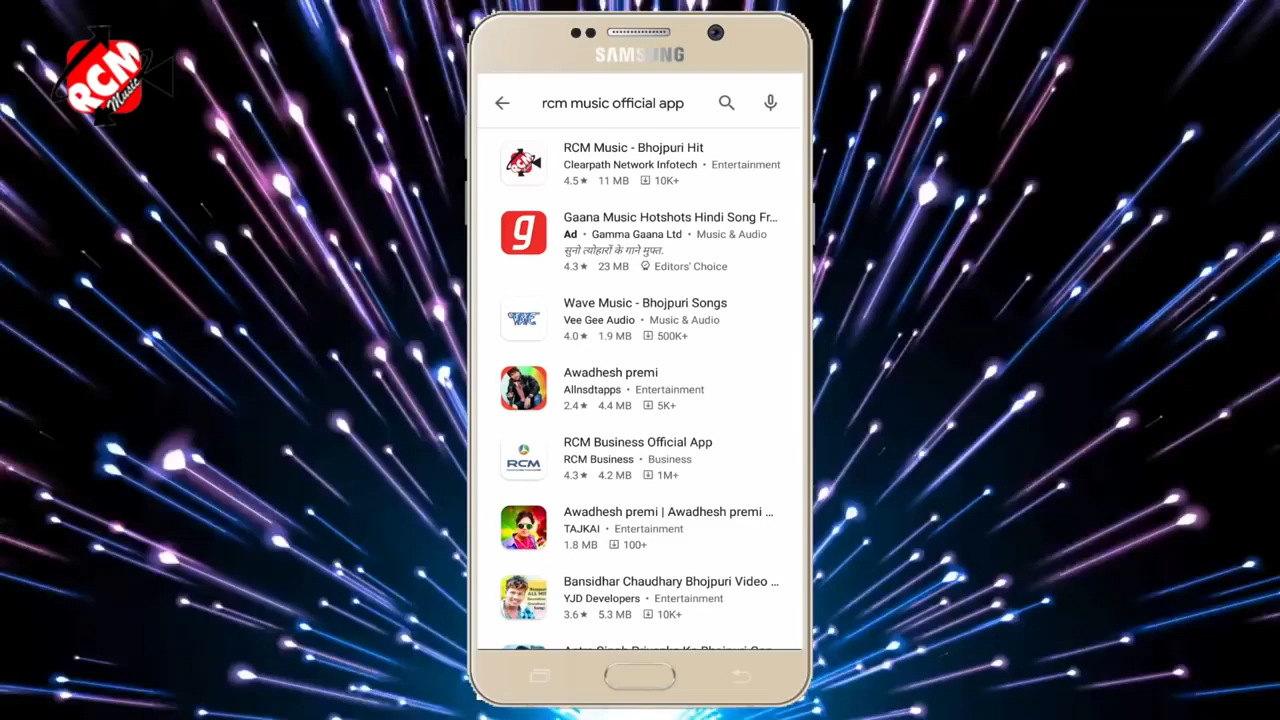 RCM
Music
SAMSUNG
rcm music official app
RCM Music - Bhojpuri Hit
Clearpath Network Infotech • Entertainment
4.5★ 11 MB 10K+
Gaana Music Hotshots Hindi Song Fr...
Ad • Gamma Gaana Ltd • Music & Audio
सुनो त्योहारों के गाने मुफ्त.
4.3★ 23 MB Editors' Choice
Wave Music - Bhojpuri Songs
Vee Gee Audio • Music & Audio
4.0★ 1.9 MB 500K+
Awadhesh premi
Allnsdtapps • Entertainment
2.4★ 4.4 MB 5K+
RCM Business Official App
RCM Business • Business
4.3★ 4.2 MB 1M+
RCM
Awadhesh premi | Awadhesh premi ...
TAJKAI • Entertainment
1.8 MB 100+
Bansidhar Chaudhary Bhojpuri Video ...
YJD Developers • Entertainment
3.6★ 5.3 MB 10K+